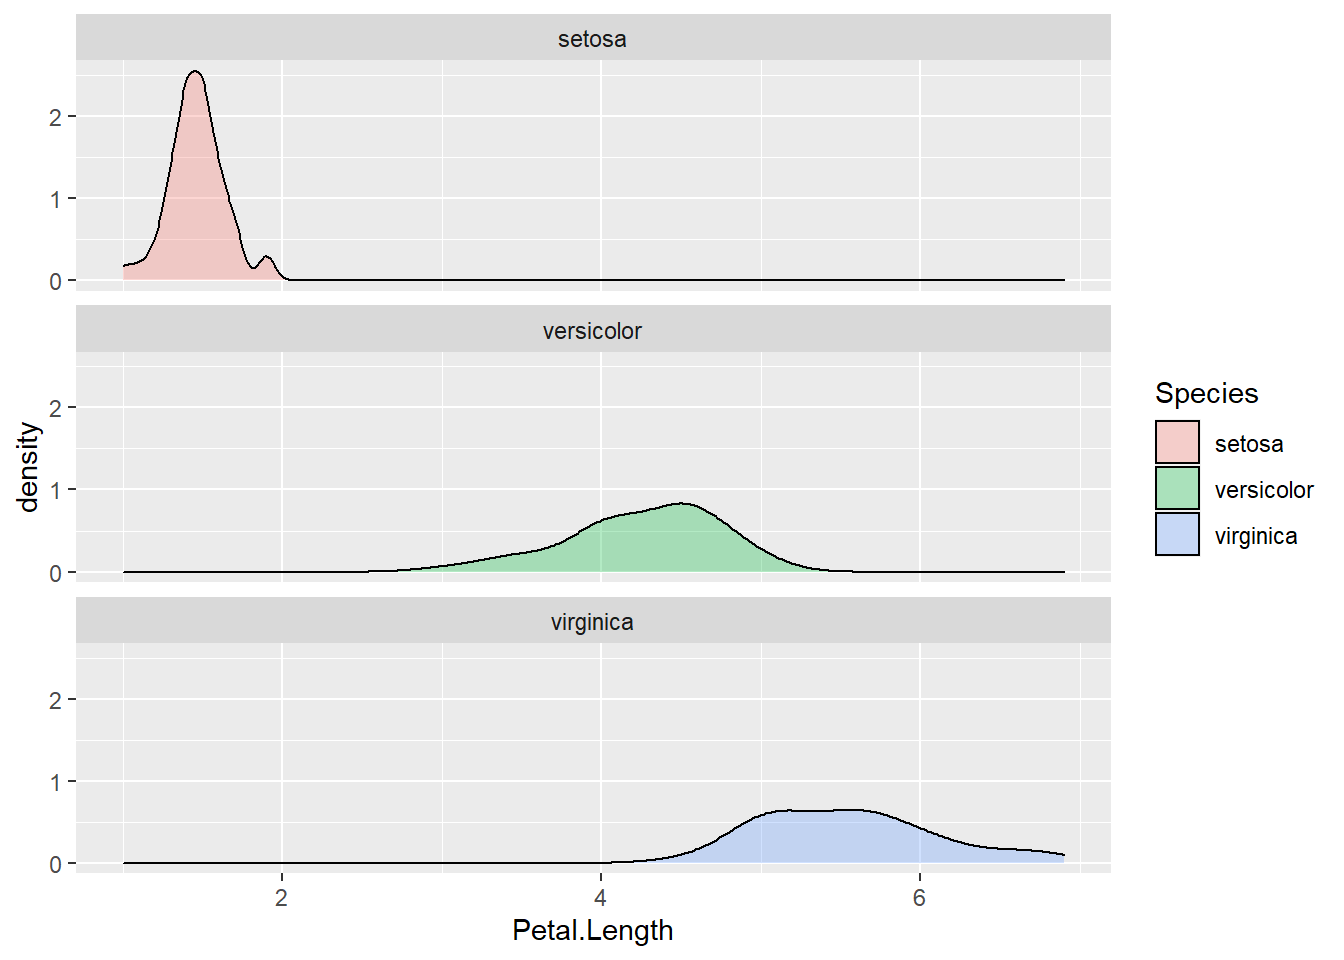 setosa
2
1
0
versicolor
2
1
0
virginica
2
1
0
2 4 6
Petal.Length
density
Species
setosa
versicolor
virginica